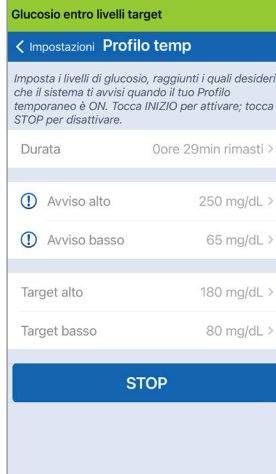 Glucosio entro livelli target
Impostazioni Profilo temp
Imposta i livelli di glucosio, raggiunti i quali desideri
che il sistema ti avvisi quando il tuo Profilo
temporaneo è ON. Tocca INIZIO per attivare; tocca
STOP per disattivare.
Durata 0ore 29min rimasti >
Avviso alto 250 mg/dL >
Avviso basso 65 mg/dL >
Target alto 180 mg/dL >
Target basso 80 mg/dL >
STOP